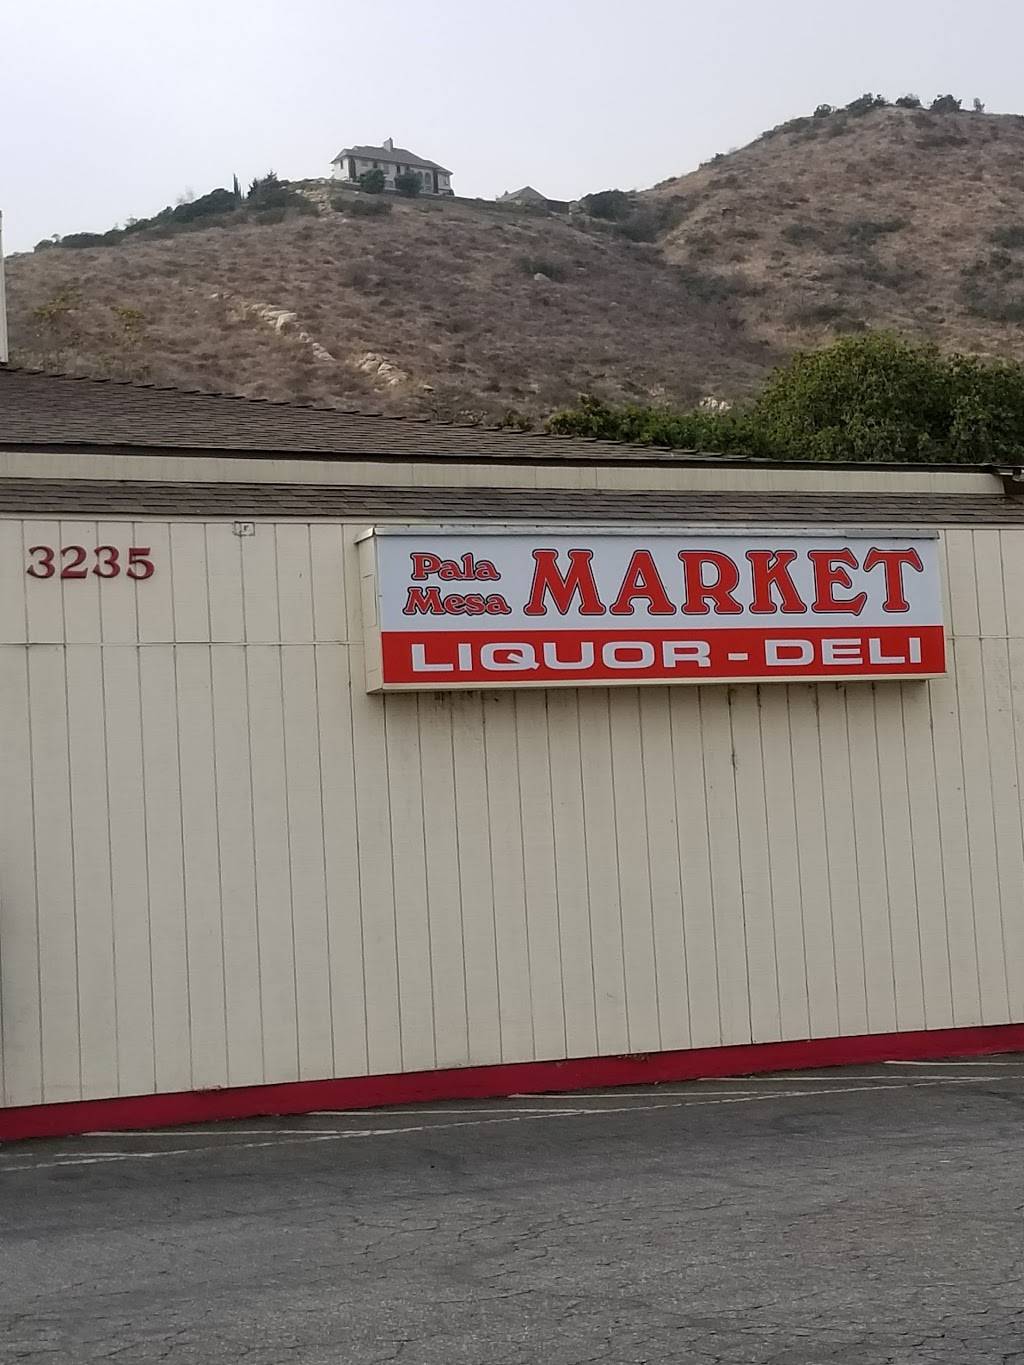 3235
Pala
Mesa
MARKET
LIQUOR - DELI